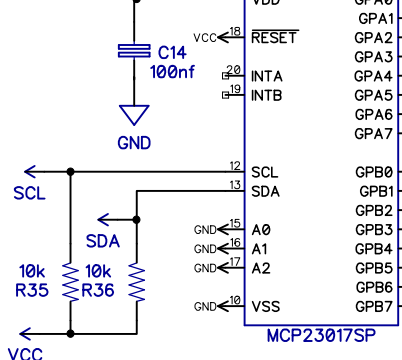 VDD GPA0
GPA1
VCC 18 RESET GPA2
C14 GPA3
100nf 20 INTA GPA4
19 INTB GPA5
GPA6
GND GPA7
12 SCL GPB0
SCL 13 SDA GPB1
GPB2
GND 15 A0 GPB3
SDA GND 16 A1 GPB4
10k 10k GND 17 A2 GPB5
R35 R36 GPB6
GND 10 VSS GPB7
MCP23017SP
VCC